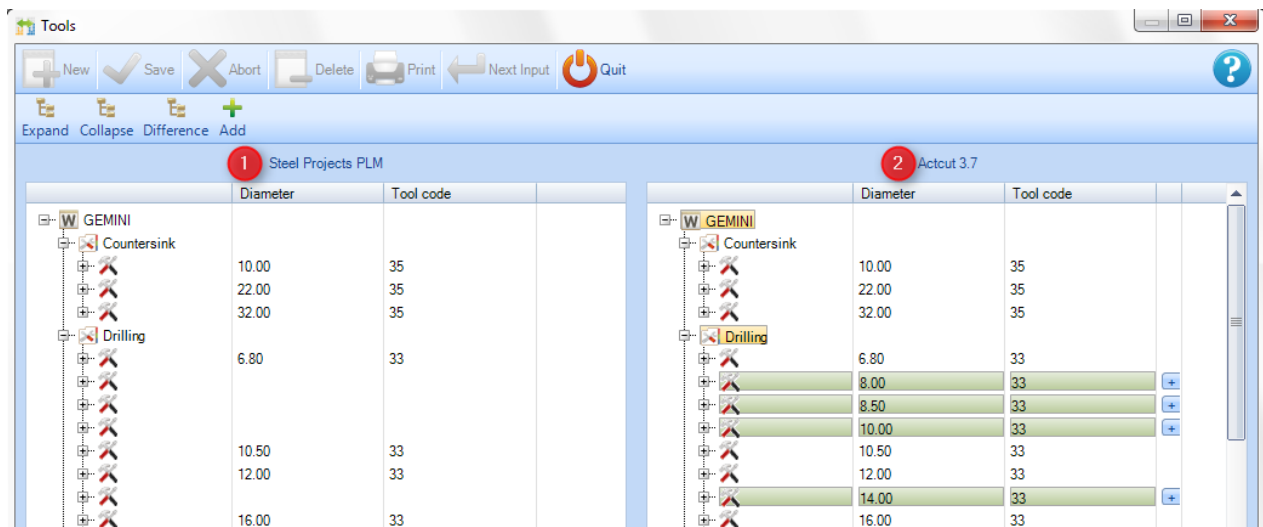 Tools
New Save Abort Delete Print Next Input Quit ?
Expand Collapse Difference Add
1 Steel Projects PLM 2 Actcut 3.7
Diameter Tool code Diameter Tool code
W GEMINI W GEMINI
Countersink Countersink
10.00 35 10.00 35
22.00 35 22.00 35
32.00 35 32.00 35
Drilling Drilling
6.80 33 6.80 33
8.00 33 +
8.50 33 +
10.00 33 +
10.50 33 10.50 33
12.00 33 12.00 33
14.00 33 +
16.00 33 16.00 33